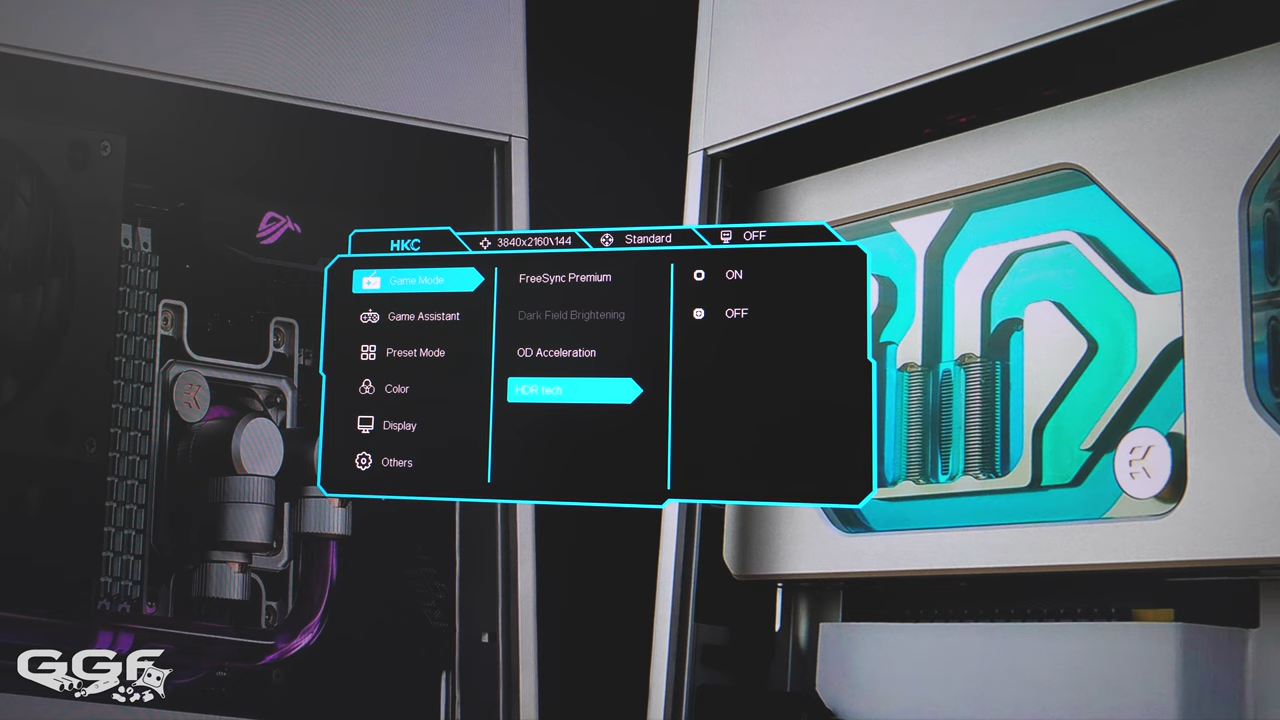 HKC
3840x2160\144
Standard
OFF
Game Mode
Game Assistant
Preset Mode
Color
Display
Others
FreeSync Premium
Dark Field Brightening
OD Acceleration
HDR tech
ON
OFF
GGF